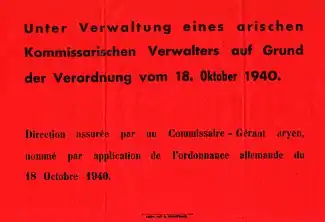 Unter Verwaltung eines arischen
Kommissarischen Verwalters auf Grund
der Verordnung vom 18. Oktober 1940.
Direction assurée par un Commissaire-Gérant aryen,
nommé par application de l'ordonnance allemande du
18 Octobre 1940.